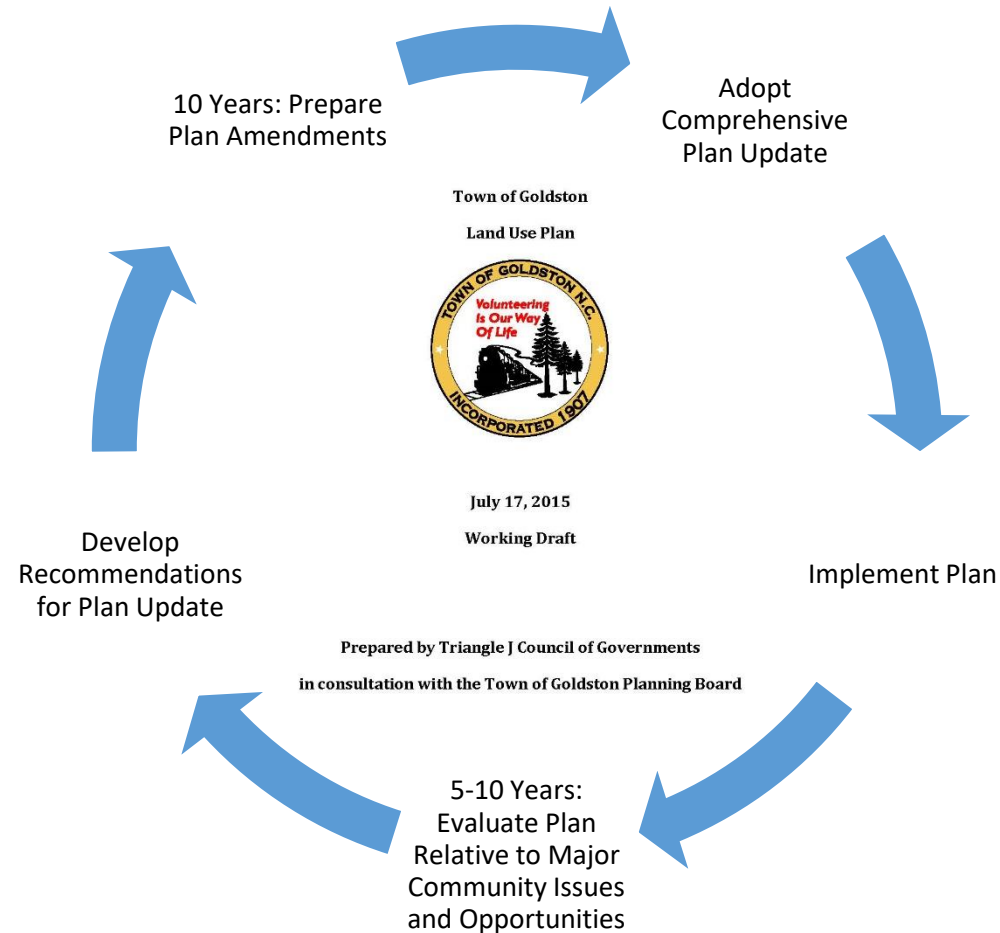 10 Years: Prepare
Plan Amendments
Adopt
Comprehensive
Plan Update
Town of Goldston
Land Use Plan
TOWN OF GOLDSTON N.C.
Volunteering
Is Our Way
Of Life
INCORPORATED 1907
July 17, 2015
Working Draft
Develop
Recommendations
for Plan Update
Implement Plan
Prepared by Triangle J Council of Governments
in consultation with the Town of Goldston Planning Board
5-10 Years:
Evaluate Plan
Relative to Major
Community Issues
and Opportunities